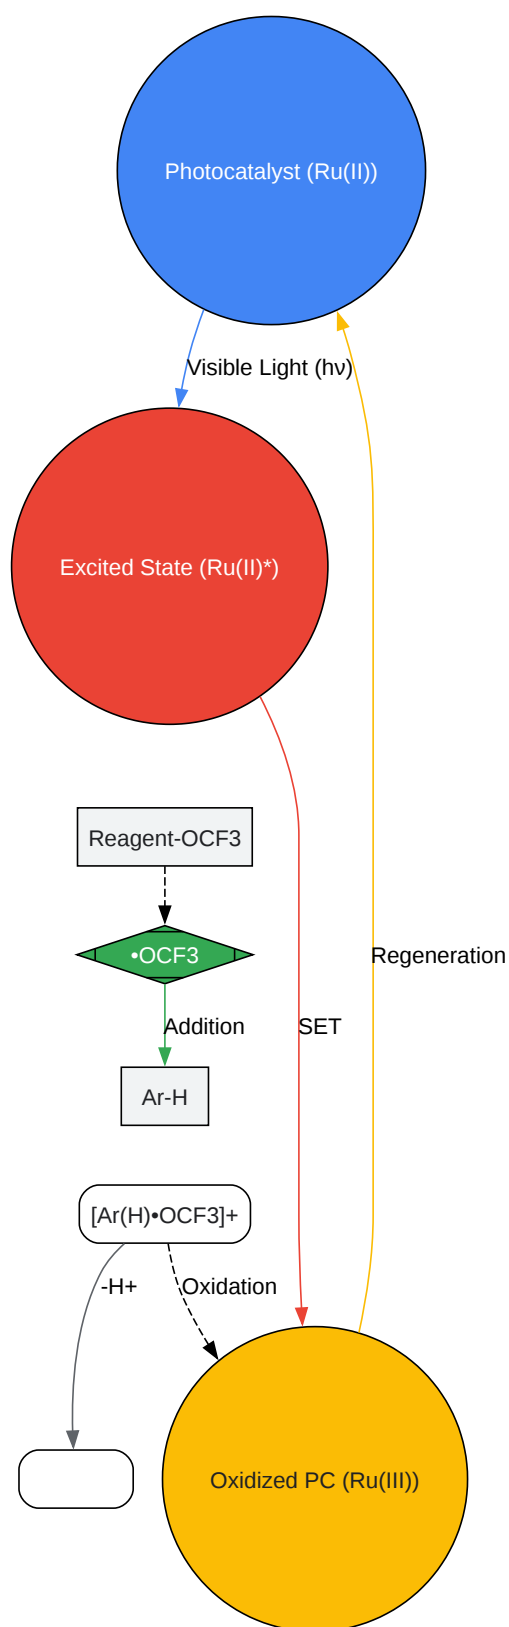 Photocatalyst (Ru(II))
Visible Light (hν)
Excited State (Ru(II)*)
Reagent-OCF3
•OCF3
Regeneration
Addition
SET
Ar-H
[Ar(H)•OCF3]+
-H+
Oxidation
Oxidized PC (Ru(III))